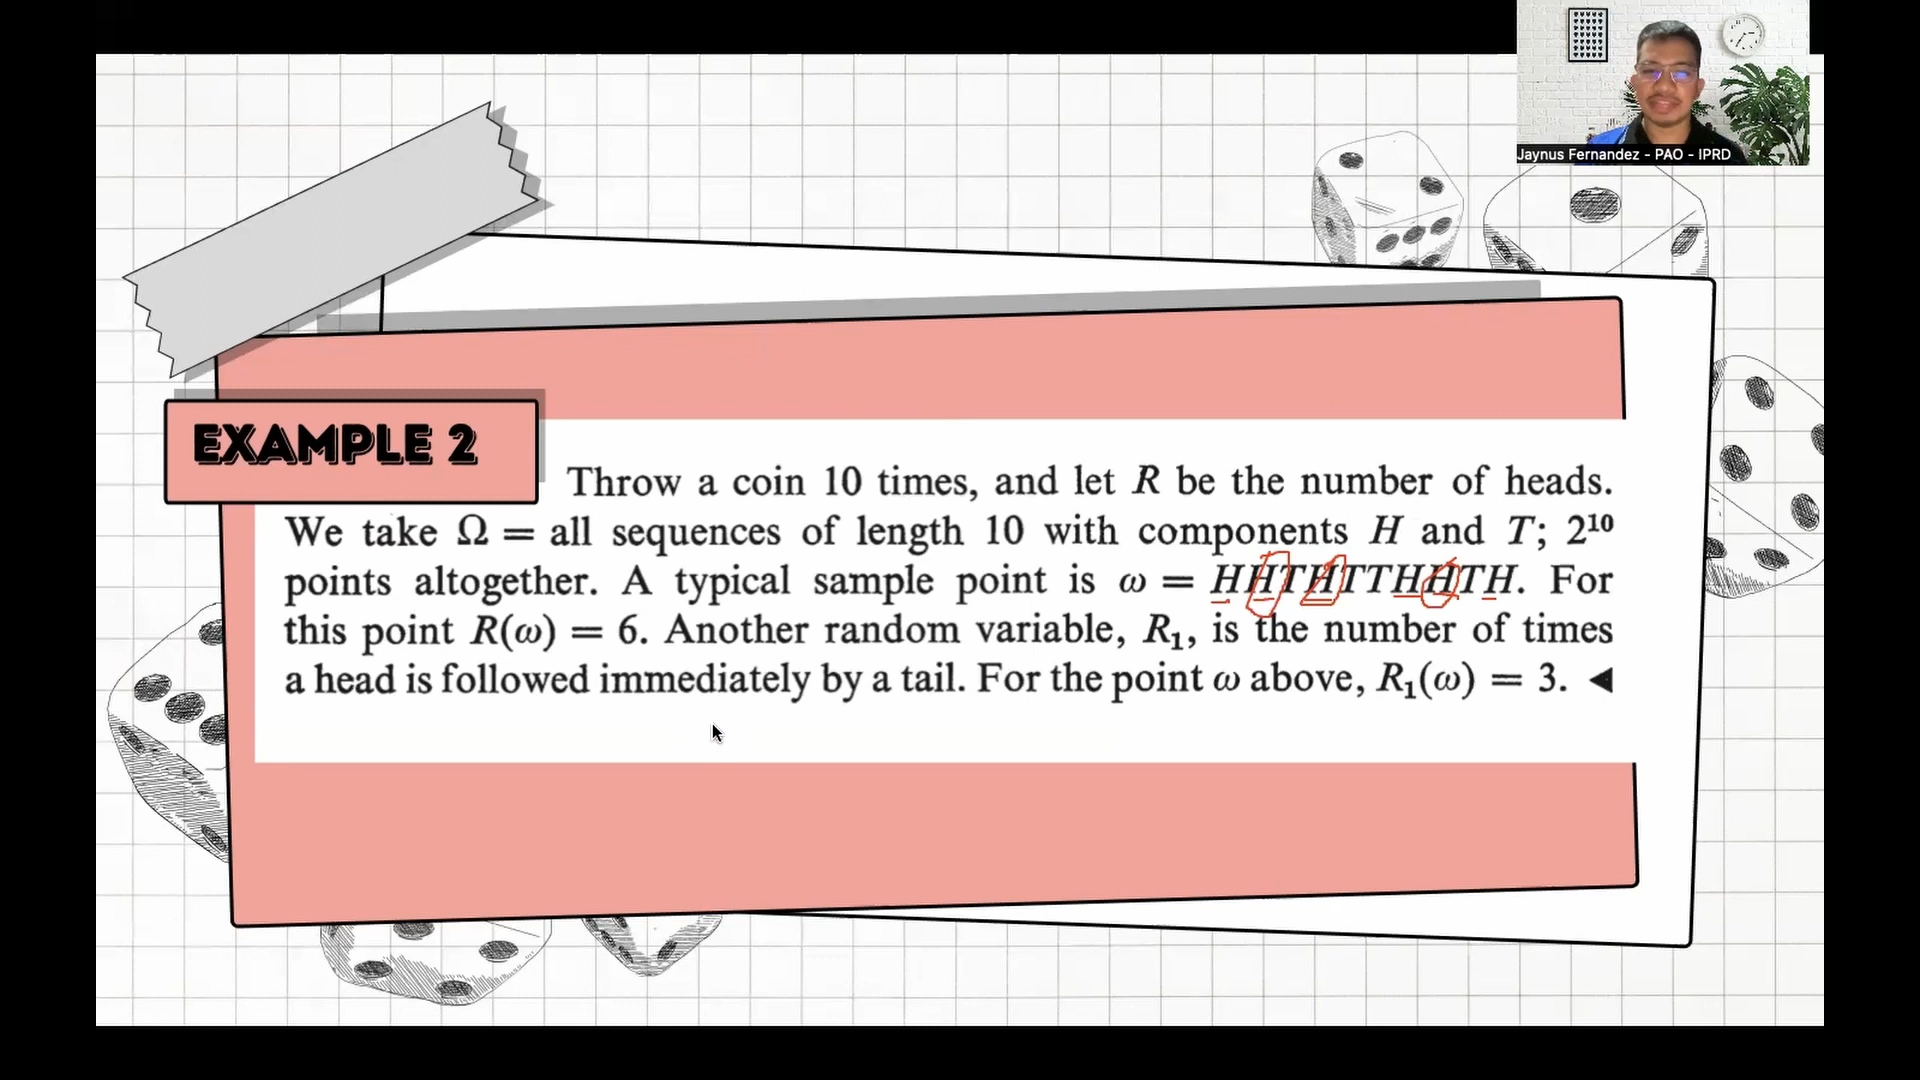 Jaynus Fernandez - PAO - IPRD
EXAMPLE 2
Throw a coin 10 times, and let R be the number of heads.
We take Ω = all sequences of length 10 with components H and T; 2¹⁰
points altogether. A typical sample point is ω = HHTHTTHHTH. For
this point R(ω) = 6. Another random variable, R₁, is the number of times
a head is followed immediately by a tail. For the point ω above, R₁(ω) = 3. ◄